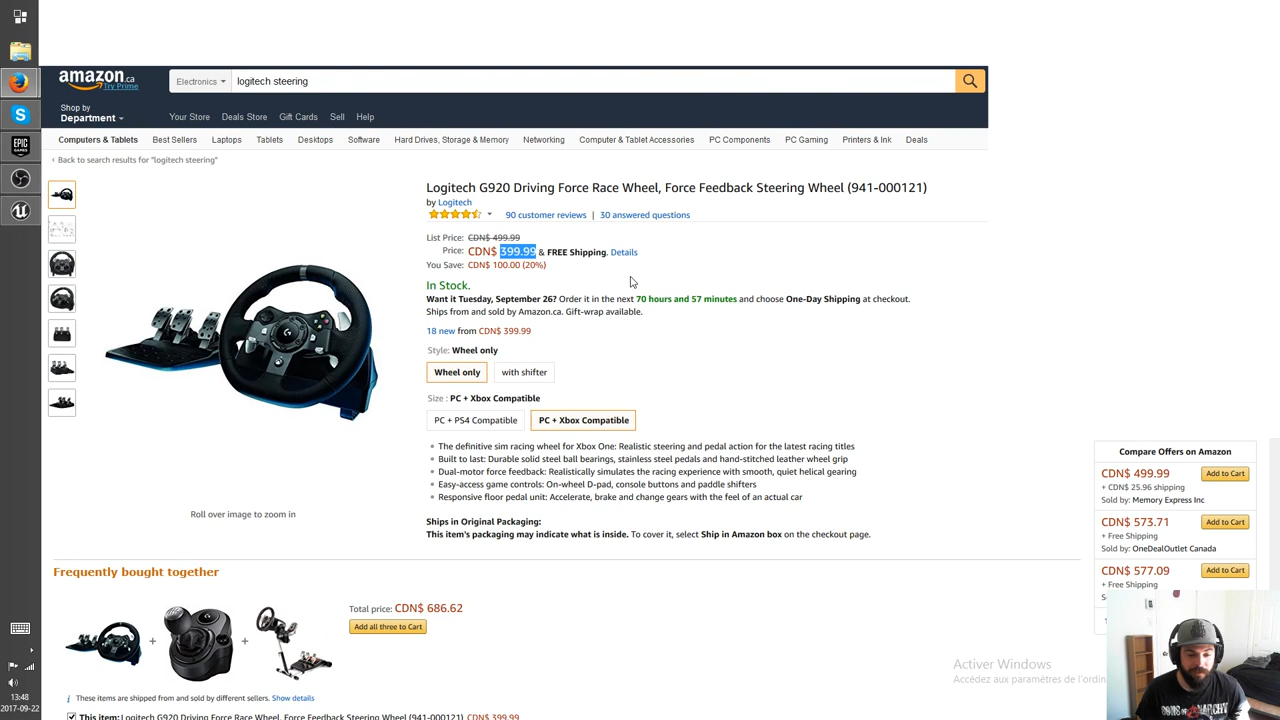 amazon.ca
Try Prime
Electronics
logitech steering
Shop by
Department
Your Store Deals Store Gift Cards Sell Help
Computers & Tablets Best Sellers Laptops Tablets Desktops Software Hard Drives, Storage & Memory Networking Computer & Tablet Accessories PC Components PC Gaming Printers & Ink Deals
‹ Back to search results for "logitech steering"
Logitech G920 Driving Force Race Wheel, Force Feedback Steering Wheel (941-000121)
by Logitech
90 customer reviews | 30 answered questions
List Price: CDN$ 499.99
Price: CDN$ 399.99 & FREE Shipping. Details
You Save: CDN$ 100.00 (20%)
In Stock.
Want it Tuesday, September 26? Order it in the next 70 hours and 57 minutes and choose One-Day Shipping at checkout.
Ships from and sold by Amazon.ca. Gift-wrap available.
18 new from CDN$ 399.99
Style: Wheel only
Wheel only with shifter
Size : PC + Xbox Compatible
PC + PS4 Compatible PC + Xbox Compatible
The definitive sim racing wheel for Xbox One: Realistic steering and pedal action for the latest racing titles
Built to last: Durable solid steel ball bearings, stainless steel pedals and hand-stitched leather wheel grip
Dual-motor force feedback: Realistically simulates the racing experience with smooth, quiet helical gearing
Easy-access game controls: On-wheel D-pad, console buttons and paddle shifters
Responsive floor pedal unit: Accelerate, brake and change gears with the feel of an actual car
Roll over image to zoom in
Ships in Original Packaging:
This item's packaging may indicate what is inside. To cover it, select Ship in Amazon box on the checkout page.
Compare Offers on Amazon
CDN$ 499.99 Add to Cart
+ CDN$ 25.96 shipping
Sold by: Memory Express Inc
CDN$ 573.71 Add to Cart
+ Free Shipping
Sold by: OneDealOutlet Canada
CDN$ 577.09 Add to Cart
+ Free Shipping
Frequently bought together
Total price: CDN$ 686.62
Add all three to Cart
These items are shipped from and sold by different sellers. Show details
This item: Logitech G920 Driving Force Race Wheel, Force Feedback Steering Wheel (941-000121) CDN$ 399.99
Activer Windows
Accédez aux paramètres de l'ordin
EPIC
GAMES
13:48
2017-09-22